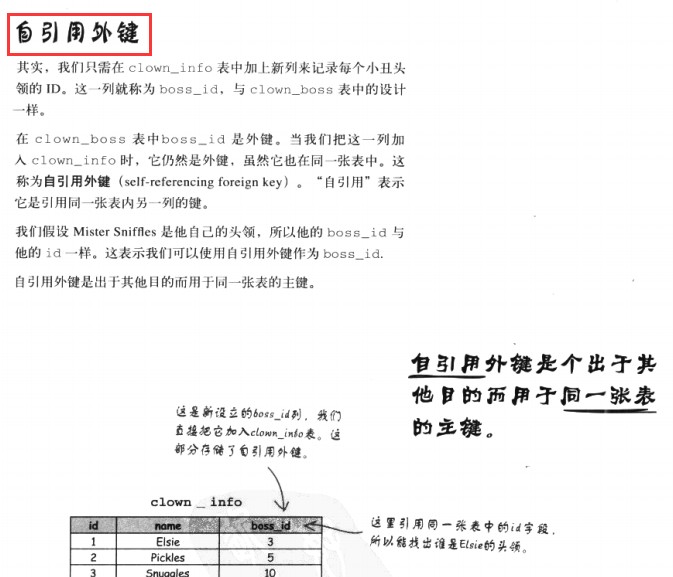 自引用外键
其实，我们只需在 clown_info 表中加上新列来记录每个小丑头
领的 ID。这一列就称为 boss_id，与 clown_boss 表中的设计
一样。
在 clown_boss 表中boss_id 是外键。当我们把这一列加
入 clown_info 时，它仍然是外键，虽然它也在同一张表中。这
称为自引用外键（self-referencing foreign key）。“自引用”表示
它是引用同一张表内另一列的键。
我们假设 Mister Sniffles 是他自己的头领，所以他的 boss_id 与
他的 id 一样。这表示我们可以使用自引用外键作为 boss_id.
自引用外键是出于其他目的而用于同一张表的主键。
自引用外键是个出于其
他目的而用于同一张表
的主键。
这是新设立的boss_id列，我们
直接把它加入clown_info表。这
部分存储了自引用外键。
clown _ info
id name boss_id
1 Elsie 3
2 Pickles 5
3 Snuggles 10
这里引用同一张表中的id字段，
所以能找出谁是Elsie的头领。